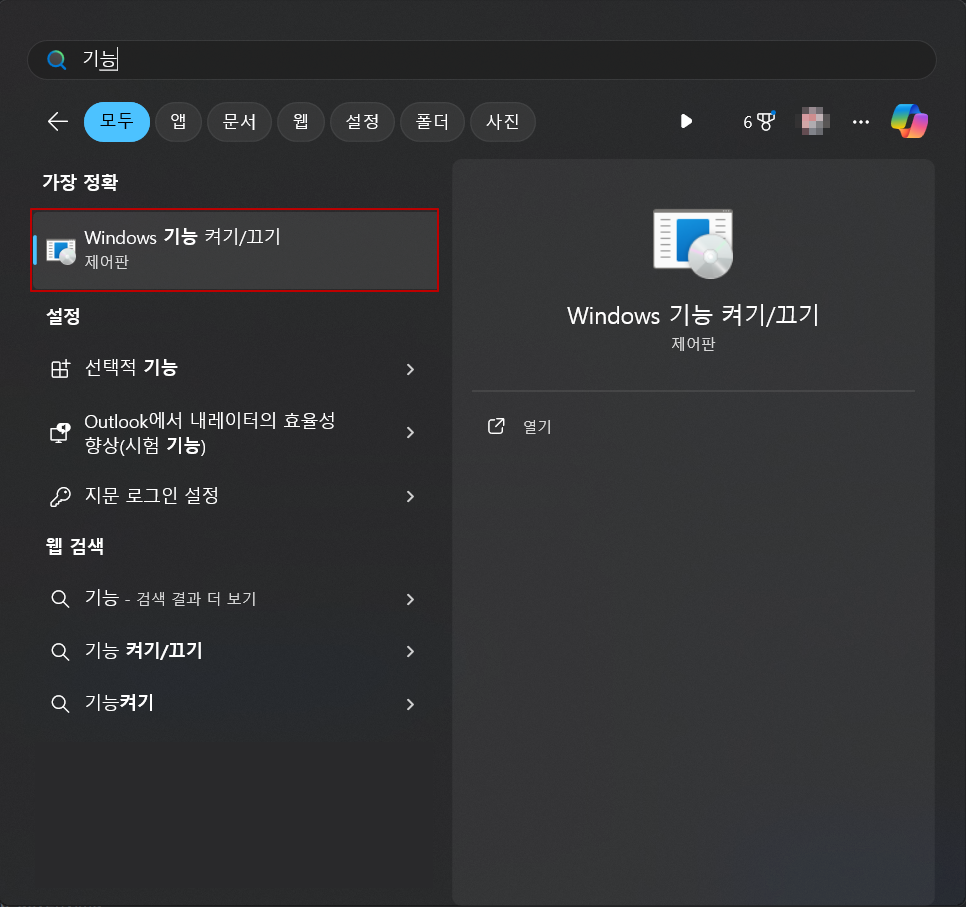 기능
모두 앱 문서 웹 설정 폴더 사진 6
가장 정확
Windows 기능 켜기/끄기
제어판
설정
선택적 기능
Outlook에서 내레이터의 효율성
향상(시험 기능)
지문 로그인 설정
웹 검색
기능 - 검색 결과 더 보기
기능 켜기/끄기
기능켜기
Windows 기능 켜기/끄기
제어판
열기